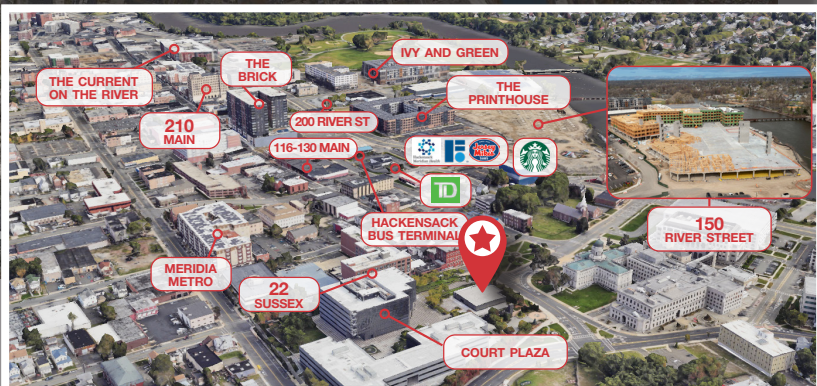 IVY AND GREEN
THE
BRICK
THE CURRENT
ON THE RIVER
THE
PRINTHOUSE
210
MAIN
200 RIVER ST
116-130 MAIN
TD
HACKENSACK
BUS TERMINAL
150
RIVER STREET
MERIDIA
METRO
22
SUSSEX
COURT PLAZA